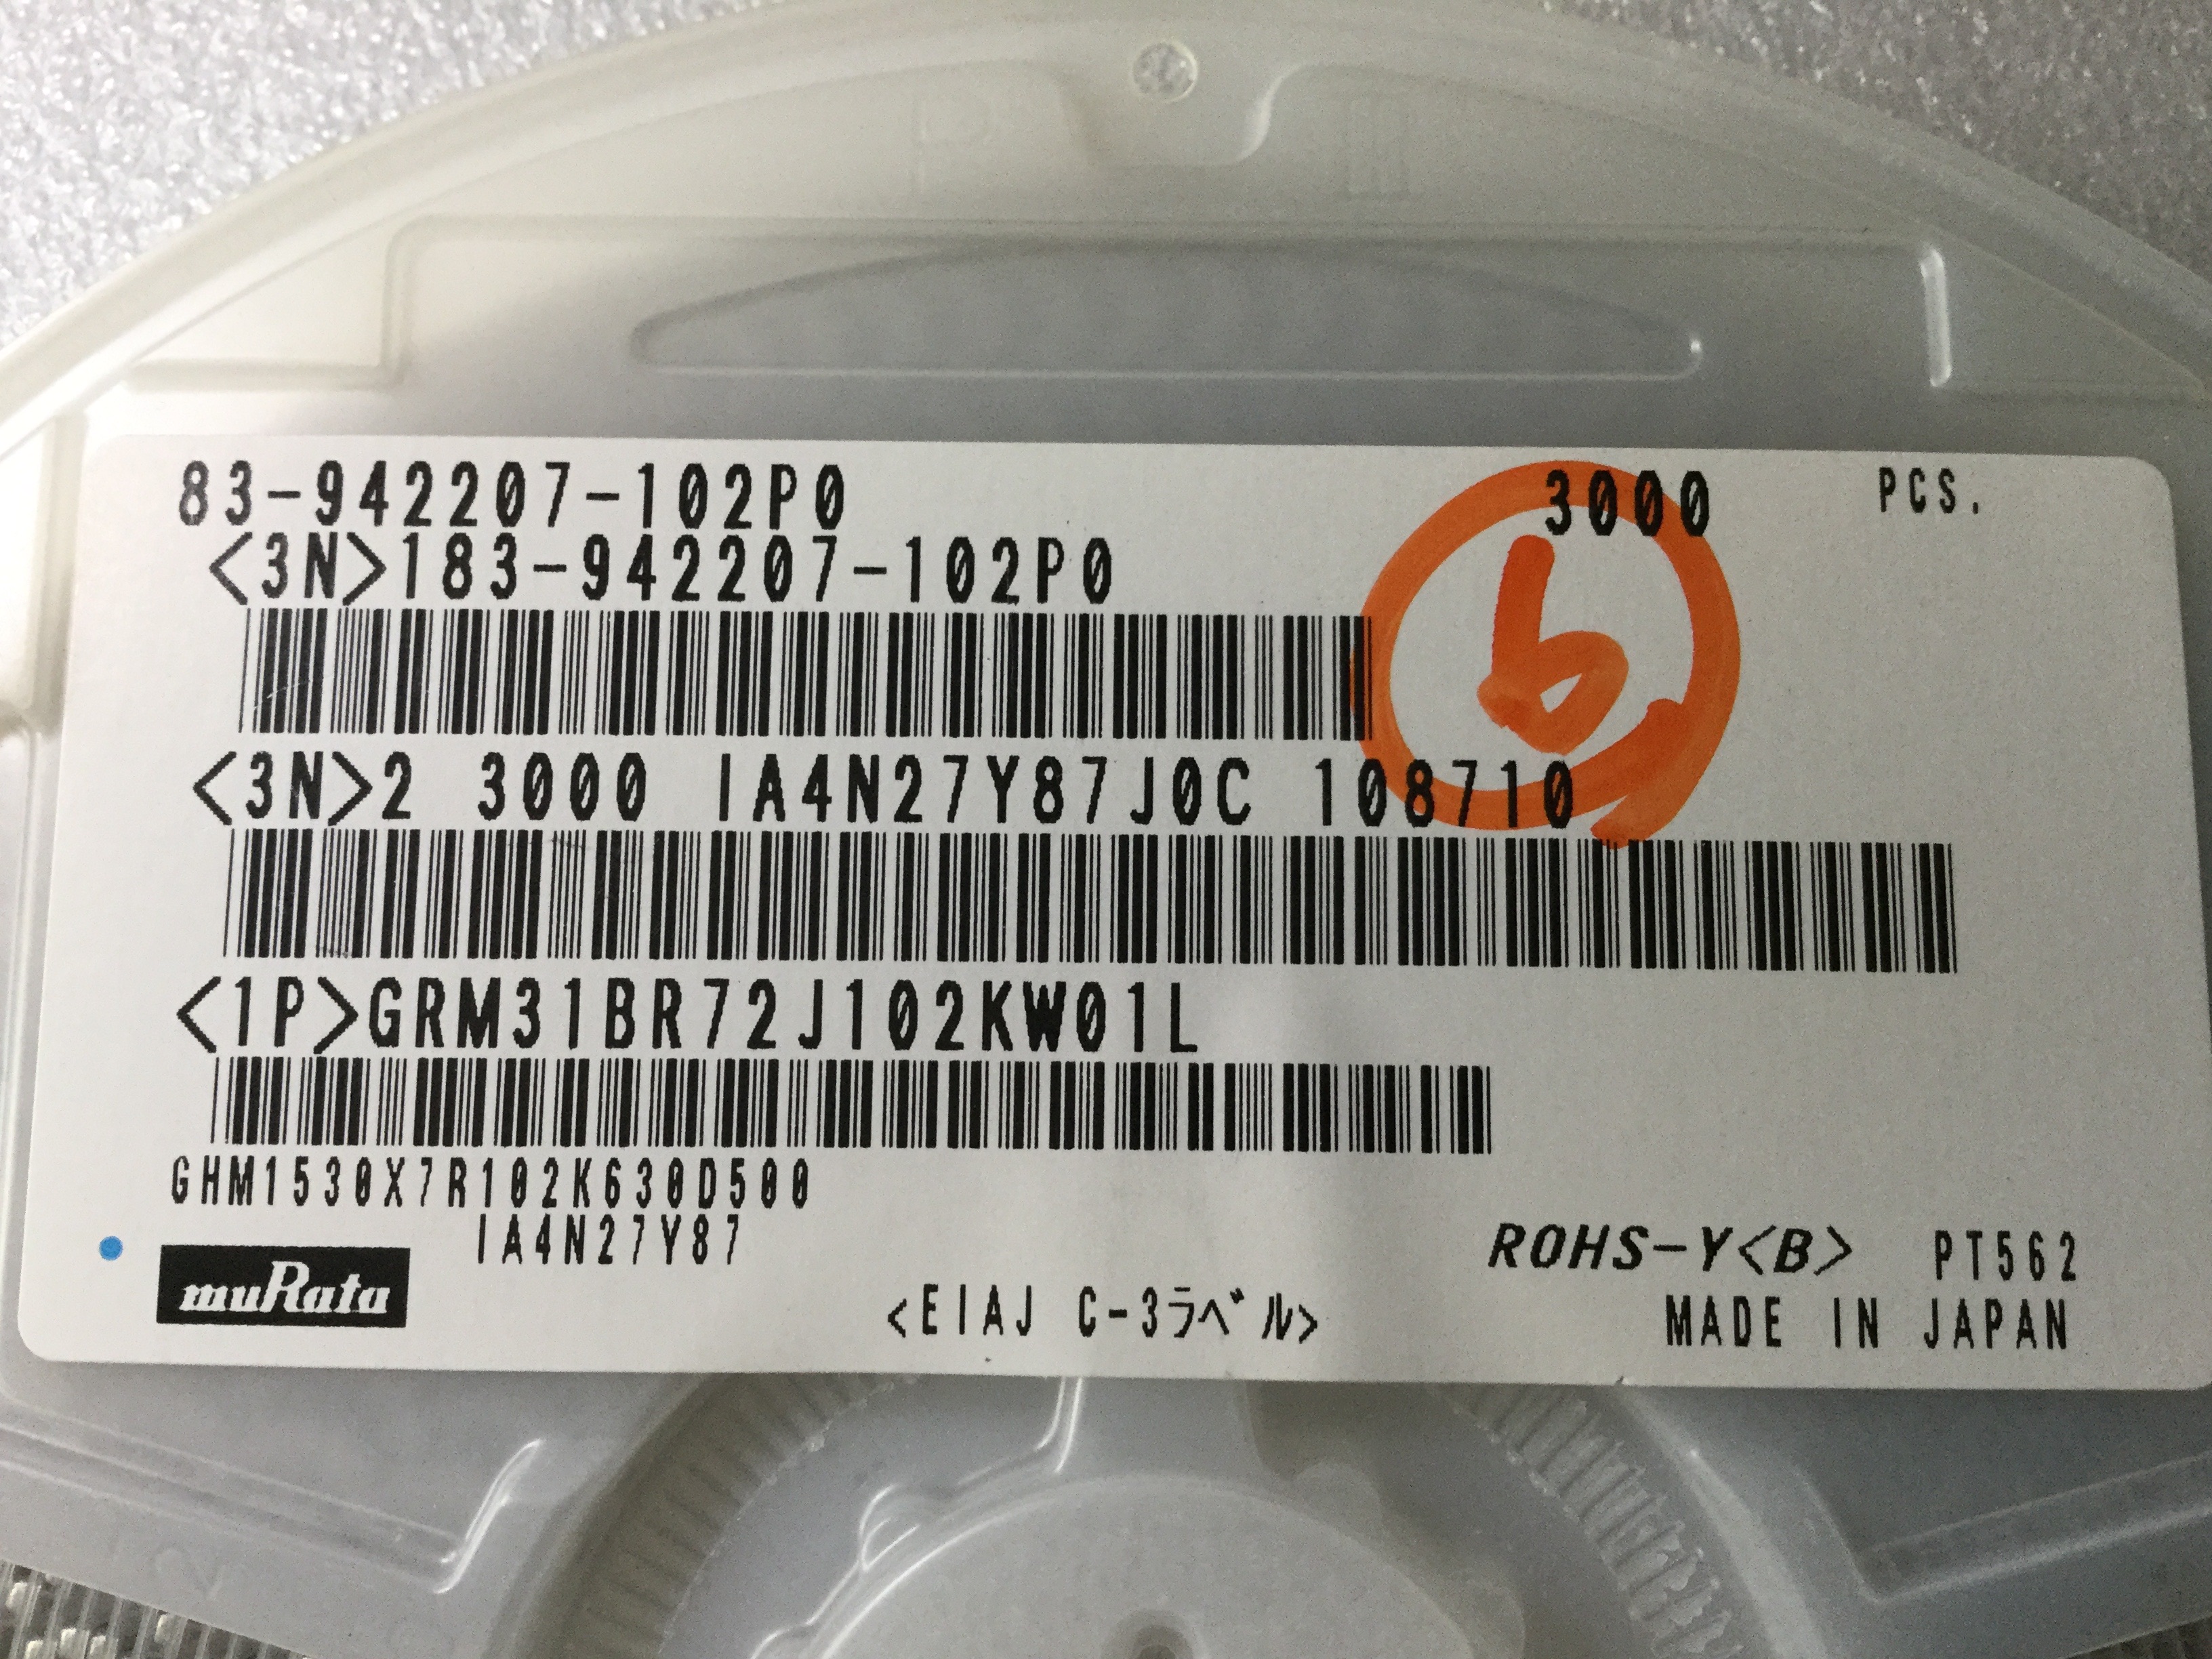 83-942207-102P0 3000 PCS.
<3N>183-942207-102P0
6
<3N>2 3000 IA4N27Y87J0C 108710
<1P>GRM31BR72J102KW01L
GHM1530X7R102K630D500
IA4N27Y87
muRata
ROHS-Y<B> PT562
<EIAJ C-3ラベル>
MADE IN JAPAN